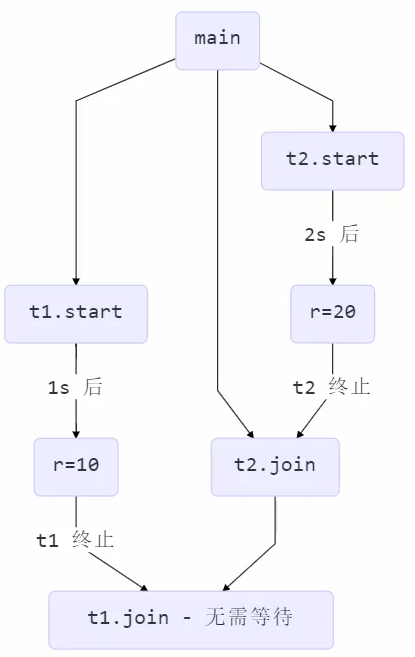 main
t2.start
2s 后
t1.start
r=20
1s 后
t2 终止
r=10
t2.join
t1 终止
t1.join - 无需等待